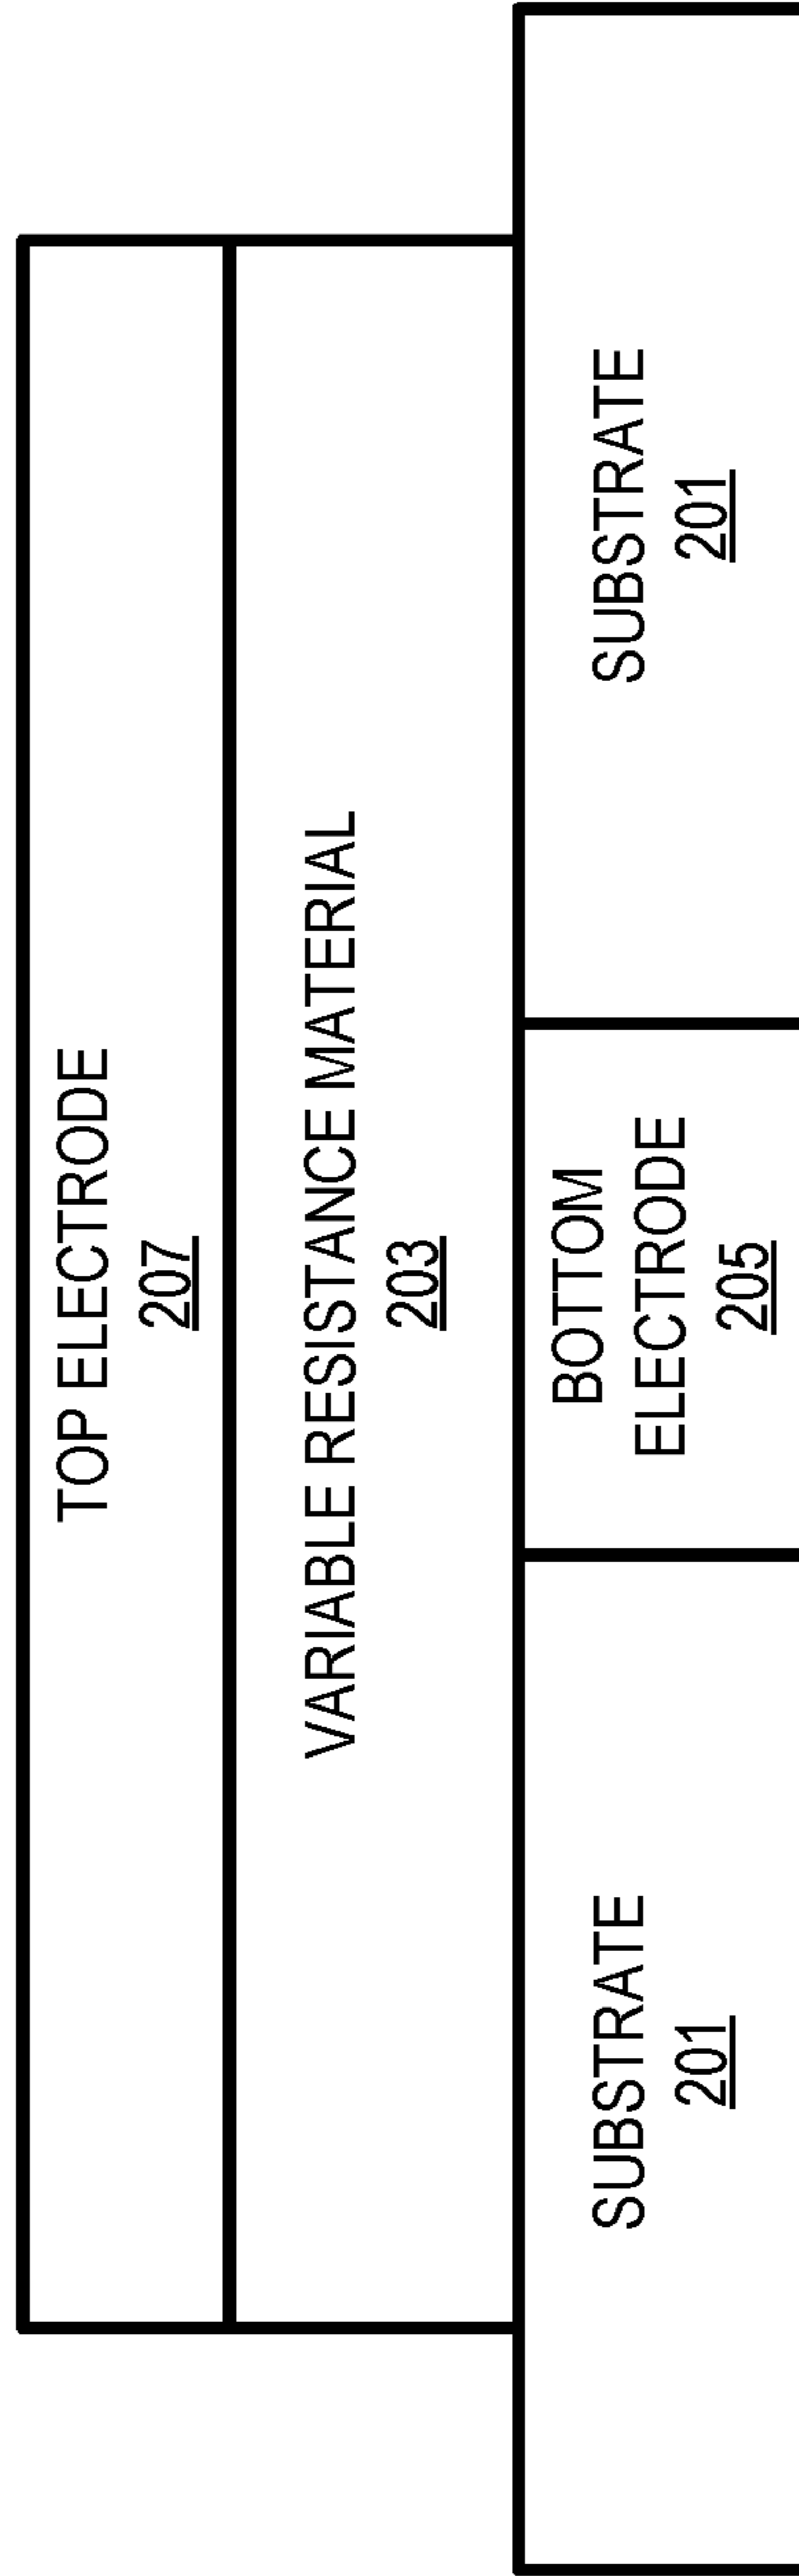 TOP ELECTRODE
207
VARIABLE RESISTANCE MATERIAL
203
SUBSTRATE
201
BOTTOM
ELECTRODE
205
SUBSTRATE
201